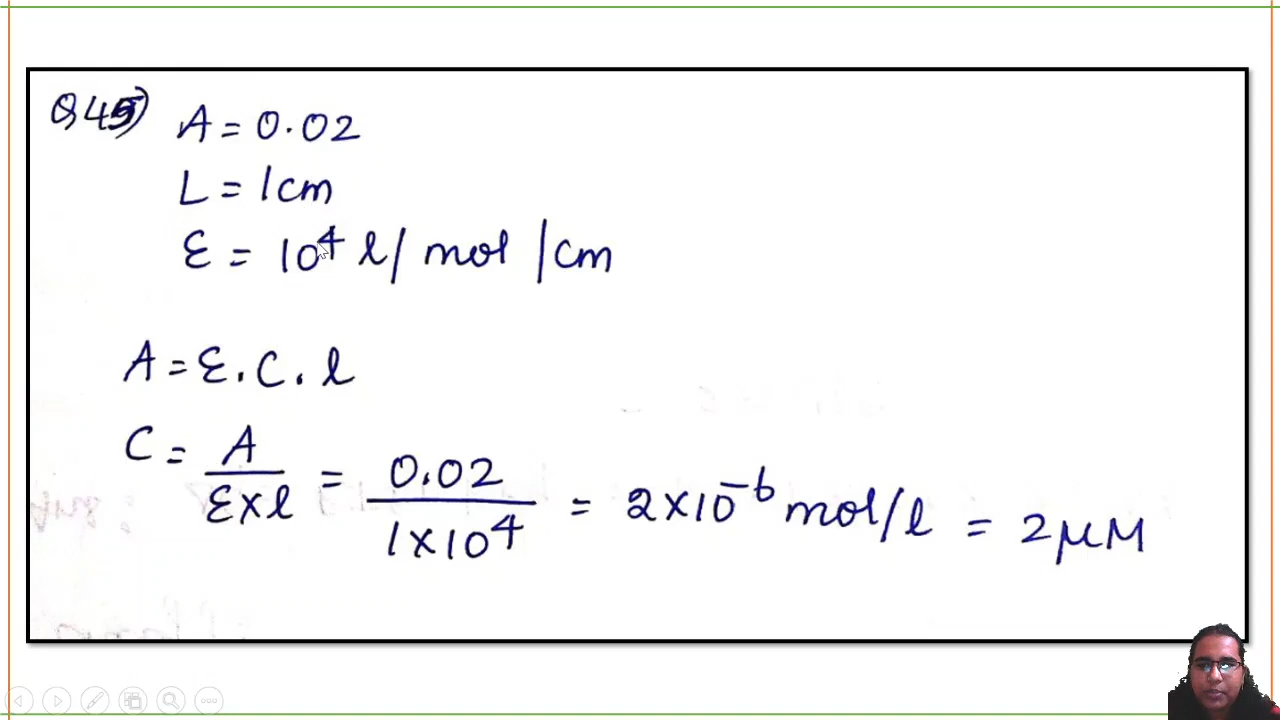 Q45)
A = 0.02
L = 1cm
Ɛ = 10⁴ l/mol/cm
A = Ɛ.C.l
C = A/Ɛ×l = 0.02/1×10⁴ = 2×10⁻⁶ mol/l = 2μM